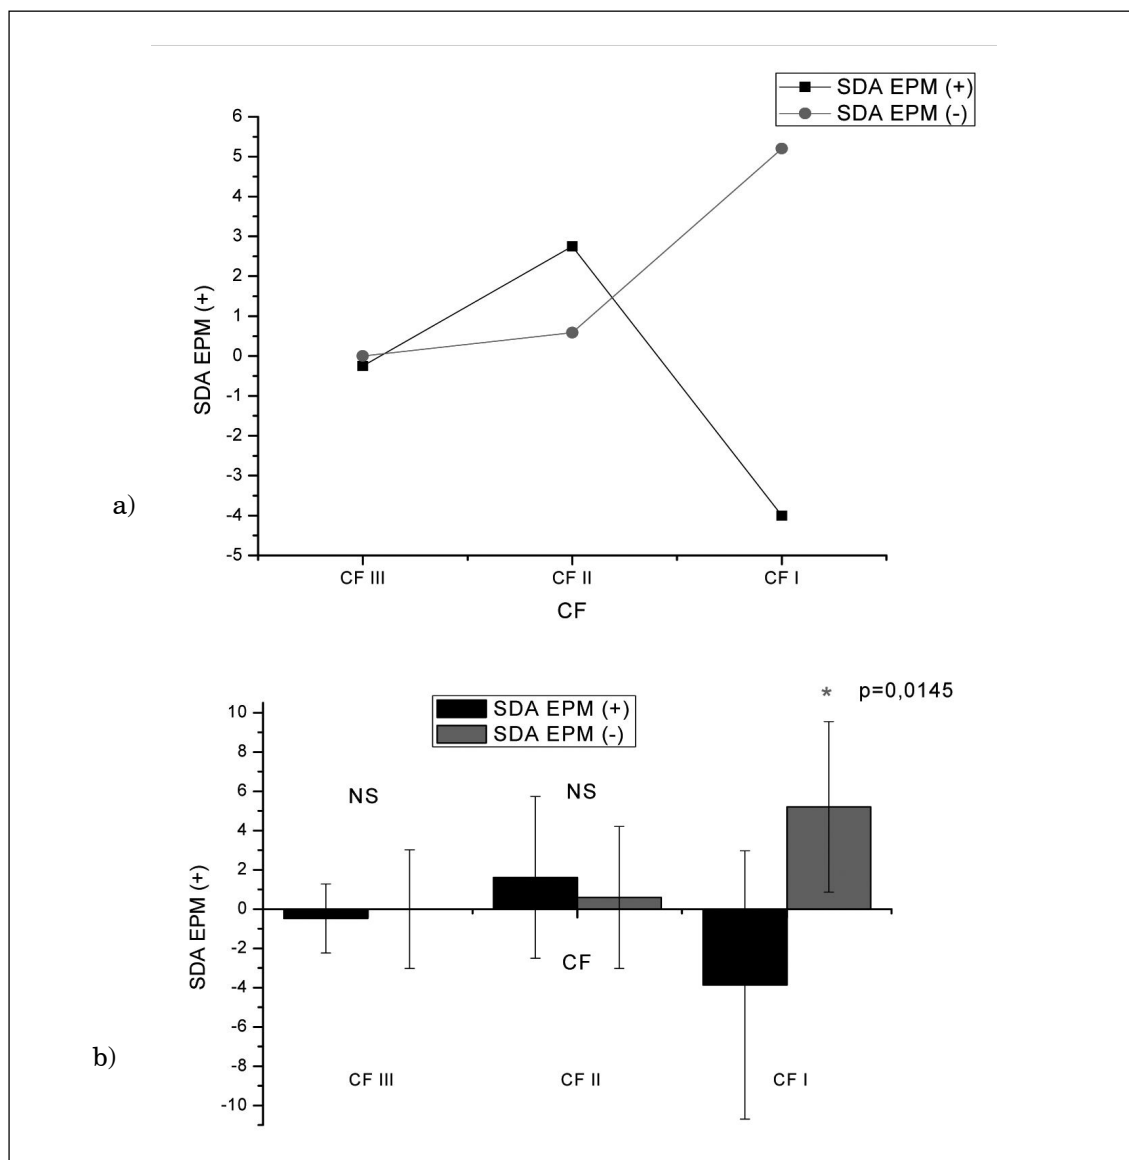 SDA EPM (+)
SDA EPM (-)
6
5
4
3
2
1
0
-1
-2
-3
-4
-5
SDA EPM (+)
a)
CF III
CF II
CF I
CF
* p=0,0145
SDA EPM (+)
SDA EPM (-)
10
8
6
4
2
0
-2
-4
-6
-8
-10
NS
NS
SDA EPM (+)
CF
b)
CF III
CF II
CF I